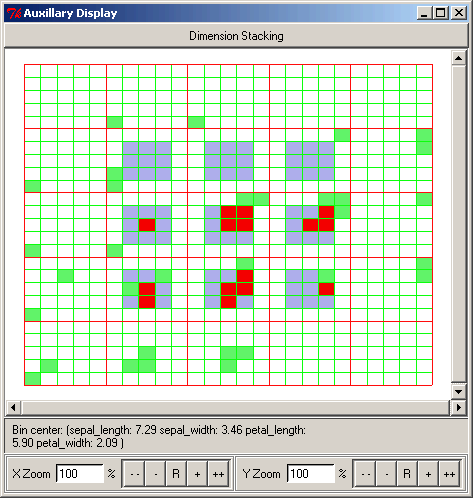 Auxillary Display
Dimension Stacking
Bin center: (sepal_length: 7.29 sepal_width: 3.46 petal_length:
5.90 petal_width: 2.09 )
X Zoom 100 % -- - R + ++ Y Zoom 100 % -- - R + ++